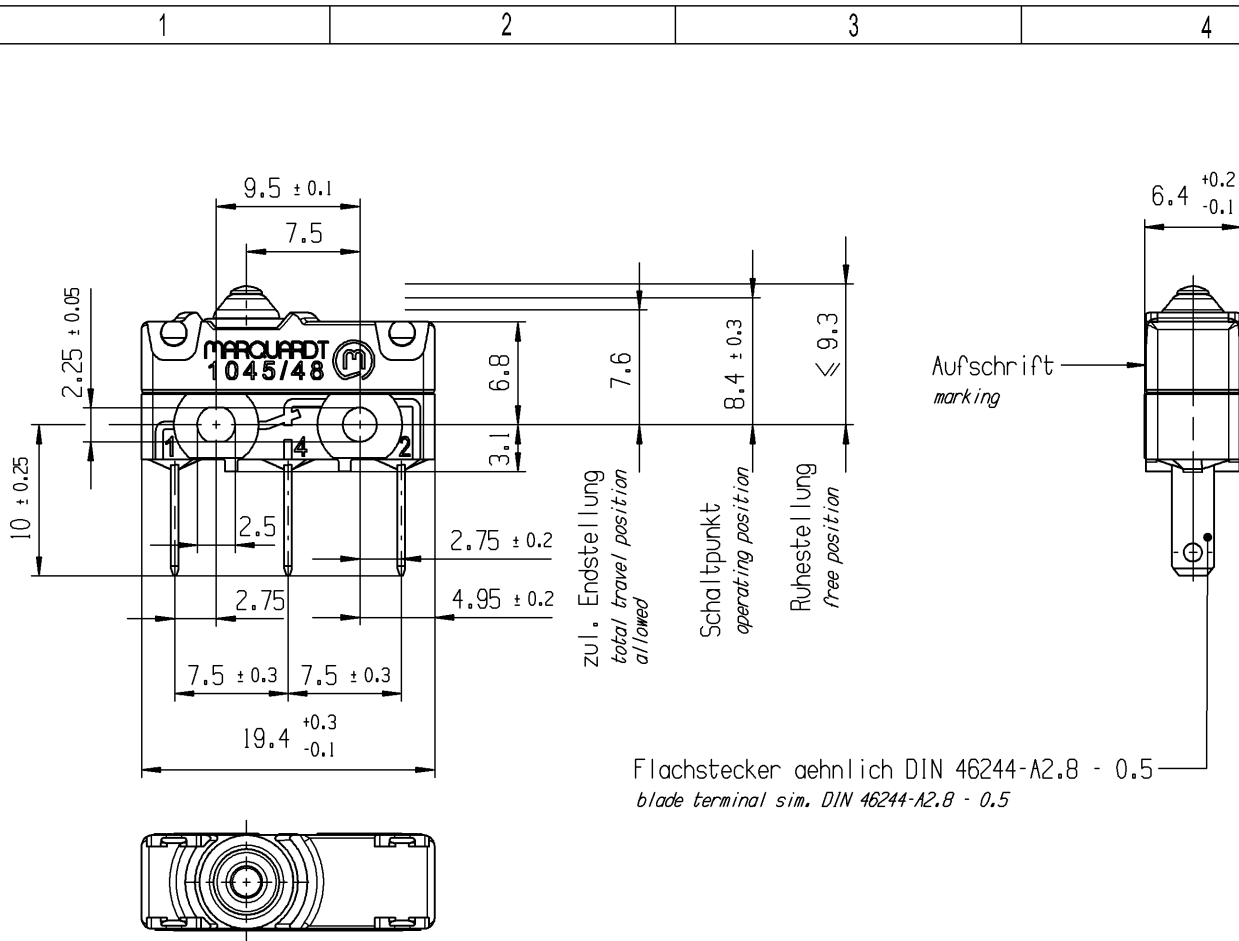 1 2 3 4
9.5 ± 0.1
7.5
6.4 +0.2 -0.1
2.25 ± 0.05
MARQUARDT
1045/48
M
6.8
7.6
8.4 ± 0.3
≤ 9.3
Aufschrift
marking
1 4 2
3.1
10 ± 0.25
2.5
2.75 ± 0.2
2.75
4.95 ± 0.2
zul. Endstellung
total travel position
allowed
Schaltpunkt
operating position
Ruhestellung
free position
7.5 ± 0.3 7.5 ± 0.3
19.4 +0.3 -0.1
Flachstecker aehnlich DIN 46244-A2.8 - 0.5
blade terminal sim. DIN 46244-A2.8 - 0.5